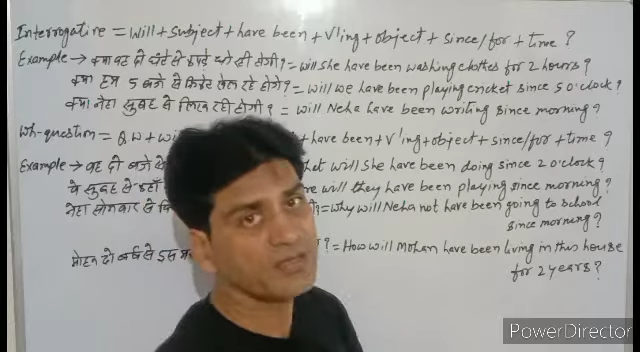 Interrogative = Will + subject + have been + V'ing + object + since/for + time ?
Example → क्या वह दो घंटे से कपड़े धो रही होगी? = Will she have been washing clothes for 2 hours?
क्या हम 5 बजे से क्रिकेट खेल रहे होंगे? = Will we have been playing cricket since 5 o'clock?
क्या नेहा सुबह से लिख रही होगी? = Will Neha have been writing since morning?
Wh-question = Q.W + wi + have been + V'ing + object + since/for + time ?
Example → वह दो बजे से hat will she have been doing since 2 o'clock?
वे सुबह से कहाँ re will they have been playing since morning?
नेहा सोमवार से ? = Why will Neha not have been going to school
since morning?
मोहन दो वर्ष से इस ? = How will Mohan have been living in this house
for 2 years?
PowerDirector